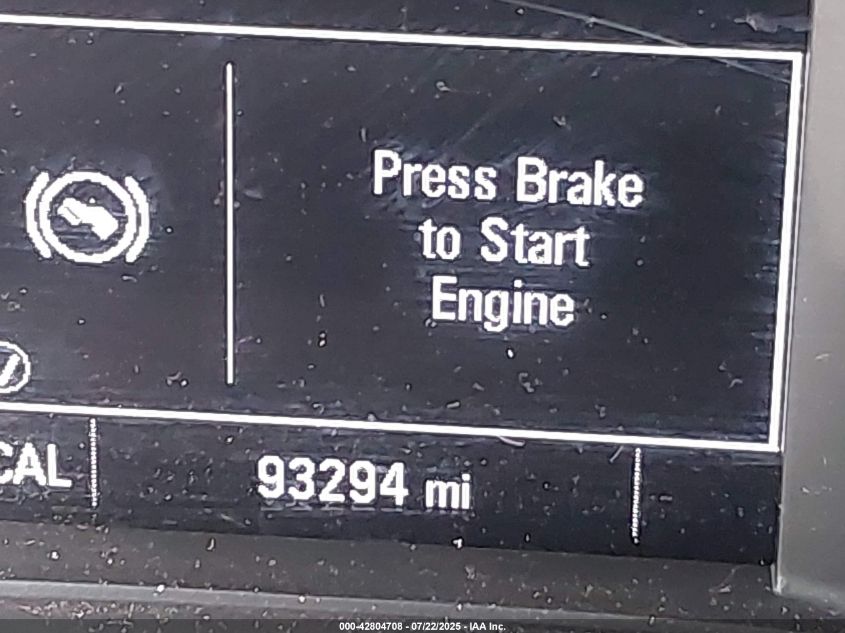 Press Brake
to Start
Engine
CAL
93294 mi
000-42804708 - 07/22/2025 - IAA Inc.